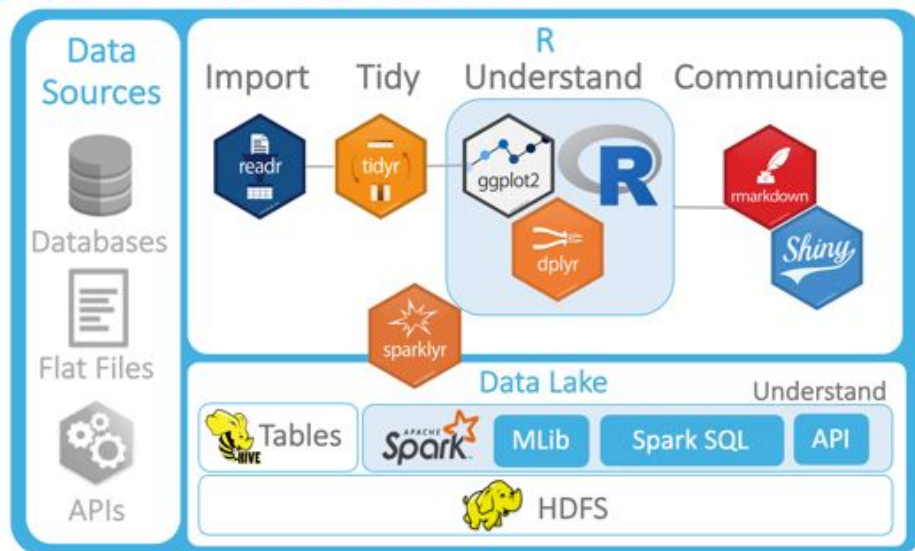 Data
Sources
Databases
Flat Files
APIs
R
Import Tidy Understand Communicate
readr
tidyr
ggplot2
R
dplyr
rmarkdown
Shiny
sparklyr
Data Lake
Understand
HIVE
Tables
APACHE
Spark
MLib
Spark SQL
API
HDFS